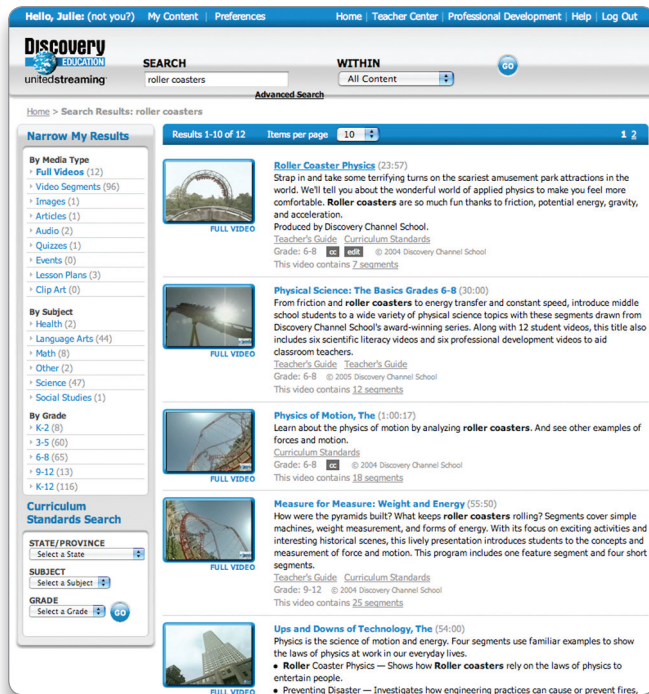 Hello, Julie: (not you?) My Content | Preferences Home | Teacher Center | Professional Development | Help | Log Out
Discovery
EDUCATION
unitedstreaming
SEARCH
roller coasters
Advanced Search
WITHIN
All Content
GO
Home > Search Results: roller coasters
Narrow My Results
By Media Type
Full Videos (12)
Video Segments (96)
Images (1)
Articles (1)
Audio (2)
Quizzes (1)
Events (0)
Lesson Plans (3)
Clip Art (0)
By Subject
Health (2)
Language Arts (44)
Math (8)
Other (2)
Science (47)
Social Studies (1)
By Grade
K-2 (8)
3-5 (60)
6-8 (65)
9-12 (13)
K-12 (116)
Curriculum
Standards Search
STATE/PROVINCE
Select a State
SUBJECT
Select a Subject
GRADE
Select a Grade GO
Results 1-10 of 12 Items per page 10 1 2
FULL VIDEO
Roller Coaster Physics (23:57)
Strap in and take some terrifying turns on the scariest amusement park attractions in the
world. We'll tell you about the wonderful world of applied physics to make you feel more
comfortable. Roller coasters are so much fun thanks to friction, potential energy, gravity,
and acceleration.
Produced by Discovery Channel School.
Teacher's Guide Curriculum Standards
Grade: 6-8 cc edit © 2004 Discovery Channel School
This video contains 7 segments
FULL VIDEO
Physical Science: The Basics Grades 6-8 (30:00)
From friction and roller coasters to energy transfer and constant speed, introduce middle
school students to a wide variety of physical science topics with these segments drawn from
Discovery Channel School's award-winning series. Along with 12 student videos, this title also
includes six scientific literacy videos and six professional development videos to aid
classroom teachers.
Teacher's Guide Teacher's Guide
Grade: 6-8 © 2005 Discovery Channel School
This video contains 12 segments
FULL VIDEO
Physics of Motion, The (1:00:17)
Learn about the physics of motion by analyzing roller coasters. And see other examples of
forces and motion.
Curriculum Standards
Grade: 6-8 cc © 2004 Discovery Channel School
This video contains 18 segments
FULL VIDEO
Measure for Measure: Weight and Energy (55:50)
How were the pyramids built? What keeps roller coasters rolling? Segments cover simple
machines, weight measurement, and forms of energy. With its focus on exciting activities and
interesting historical scenes, this lively presentation introduces students to the concepts and
measurement of force and motion. This program includes one feature segment and four short
segments.
Teacher's Guide Curriculum Standards
Grade: 9-12 © 2004 Discovery Channel School
This video contains 25 segments
FULL VIDEO
Ups and Downs of Technology, The (54:00)
Physics is the science of motion and energy. Four segments use familiar examples to show
the laws of physics at work in our everyday lives.
• Roller Coaster Physics — Shows how Roller coasters rely on the laws of physics to
entertain people.
• Preventing Disaster — Investigates how engineering practices can cause or prevent fires,